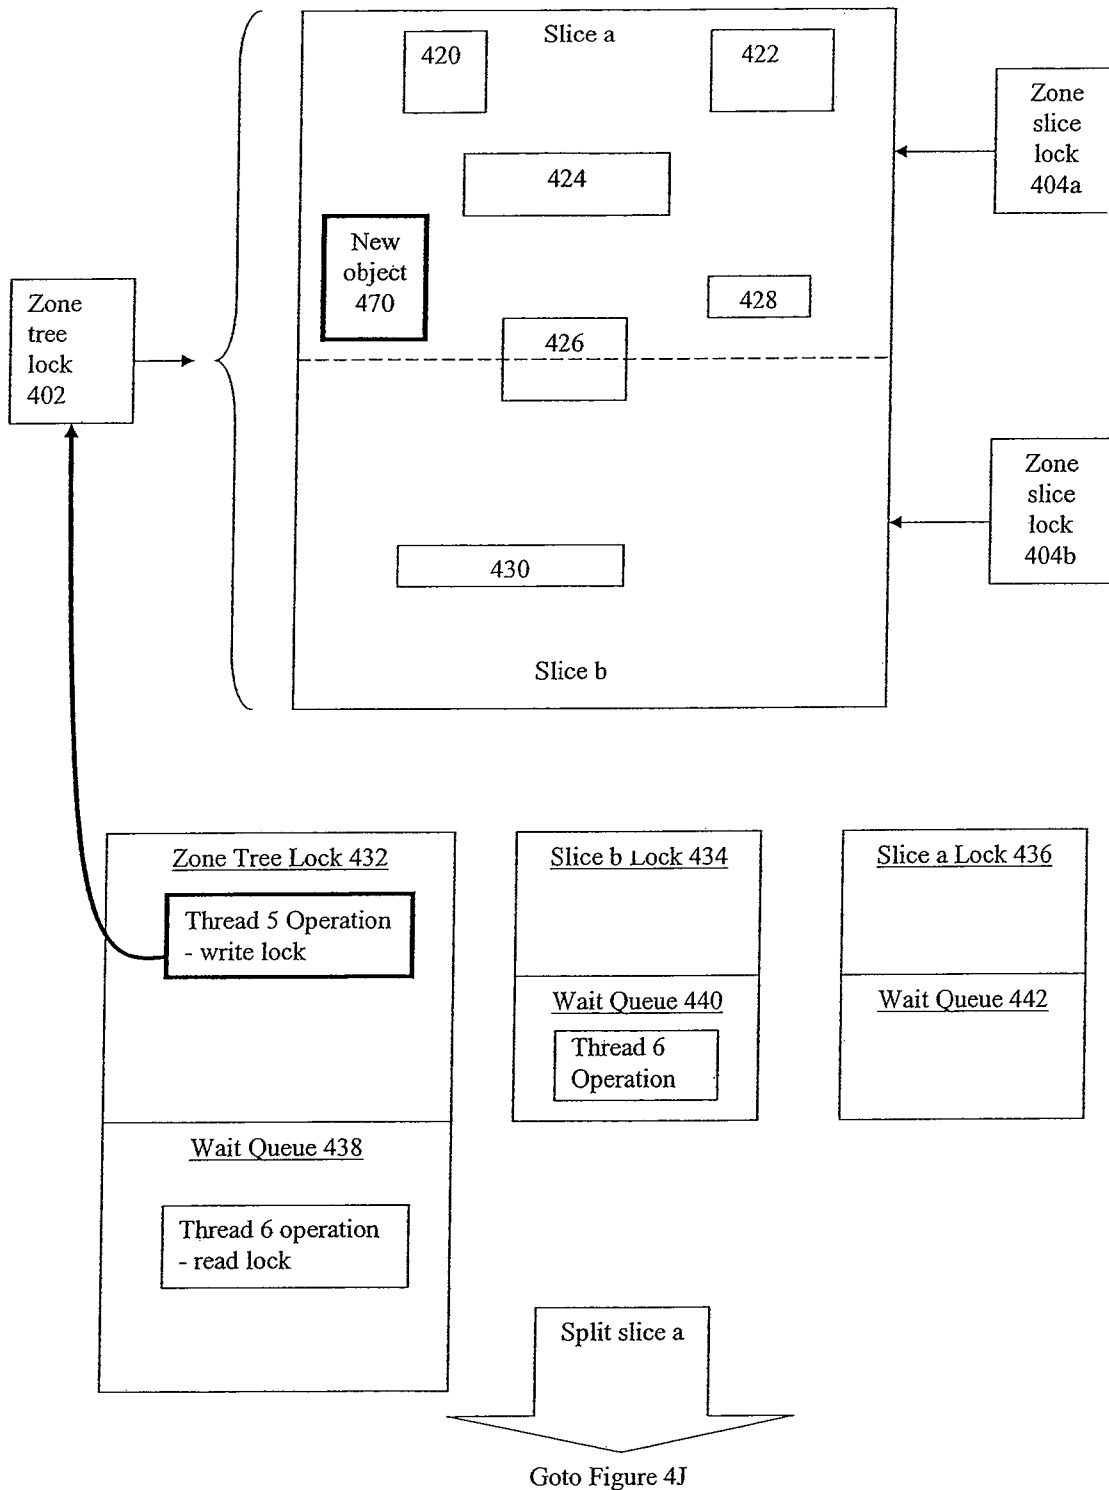 Slice a
420
422
Zone
slice
lock
404a
424
New
object
470
428
Zone
tree
lock
402
426
Zone
slice
lock
404b
430
Slice b
Zone Tree Lock 432
Thread 5 Operation
- write lock
Wait Queue 438
Thread 6 operation
- read lock
Slice b Lock 434
Wait Queue 440
Thread 6
Operation
Slice a Lock 436
Wait Queue 442
Split slice a
Goto Figure 4J